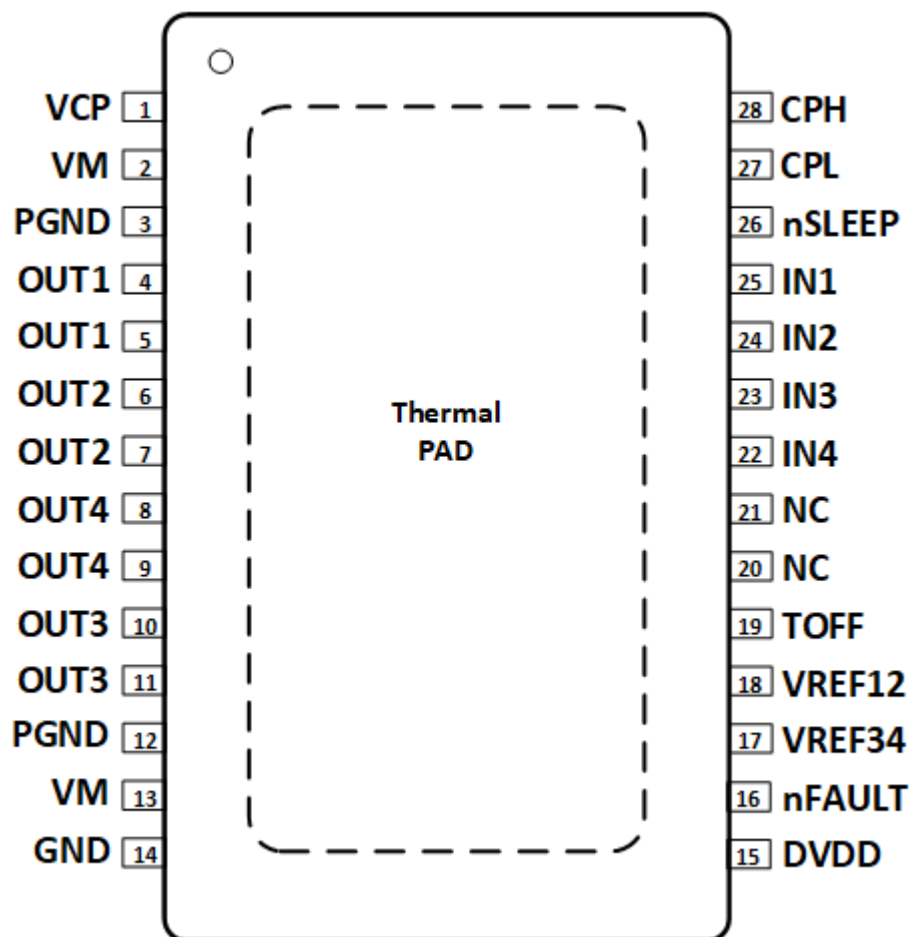 VCP 1
VM 2
PGND 3
OUT1 4
OUT1 5
OUT2 6
OUT2 7
OUT4 8
OUT4 9
OUT3 10
OUT3 11
PGND 12
VM 13
GND 14
Thermal
PAD
28 CPH
27 CPL
26 nSLEEP
25 IN1
24 IN2
23 IN3
22 IN4
21 NC
20 NC
19 TOFF
18 VREF12
17 VREF34
16 nFAULT
15 DVDD